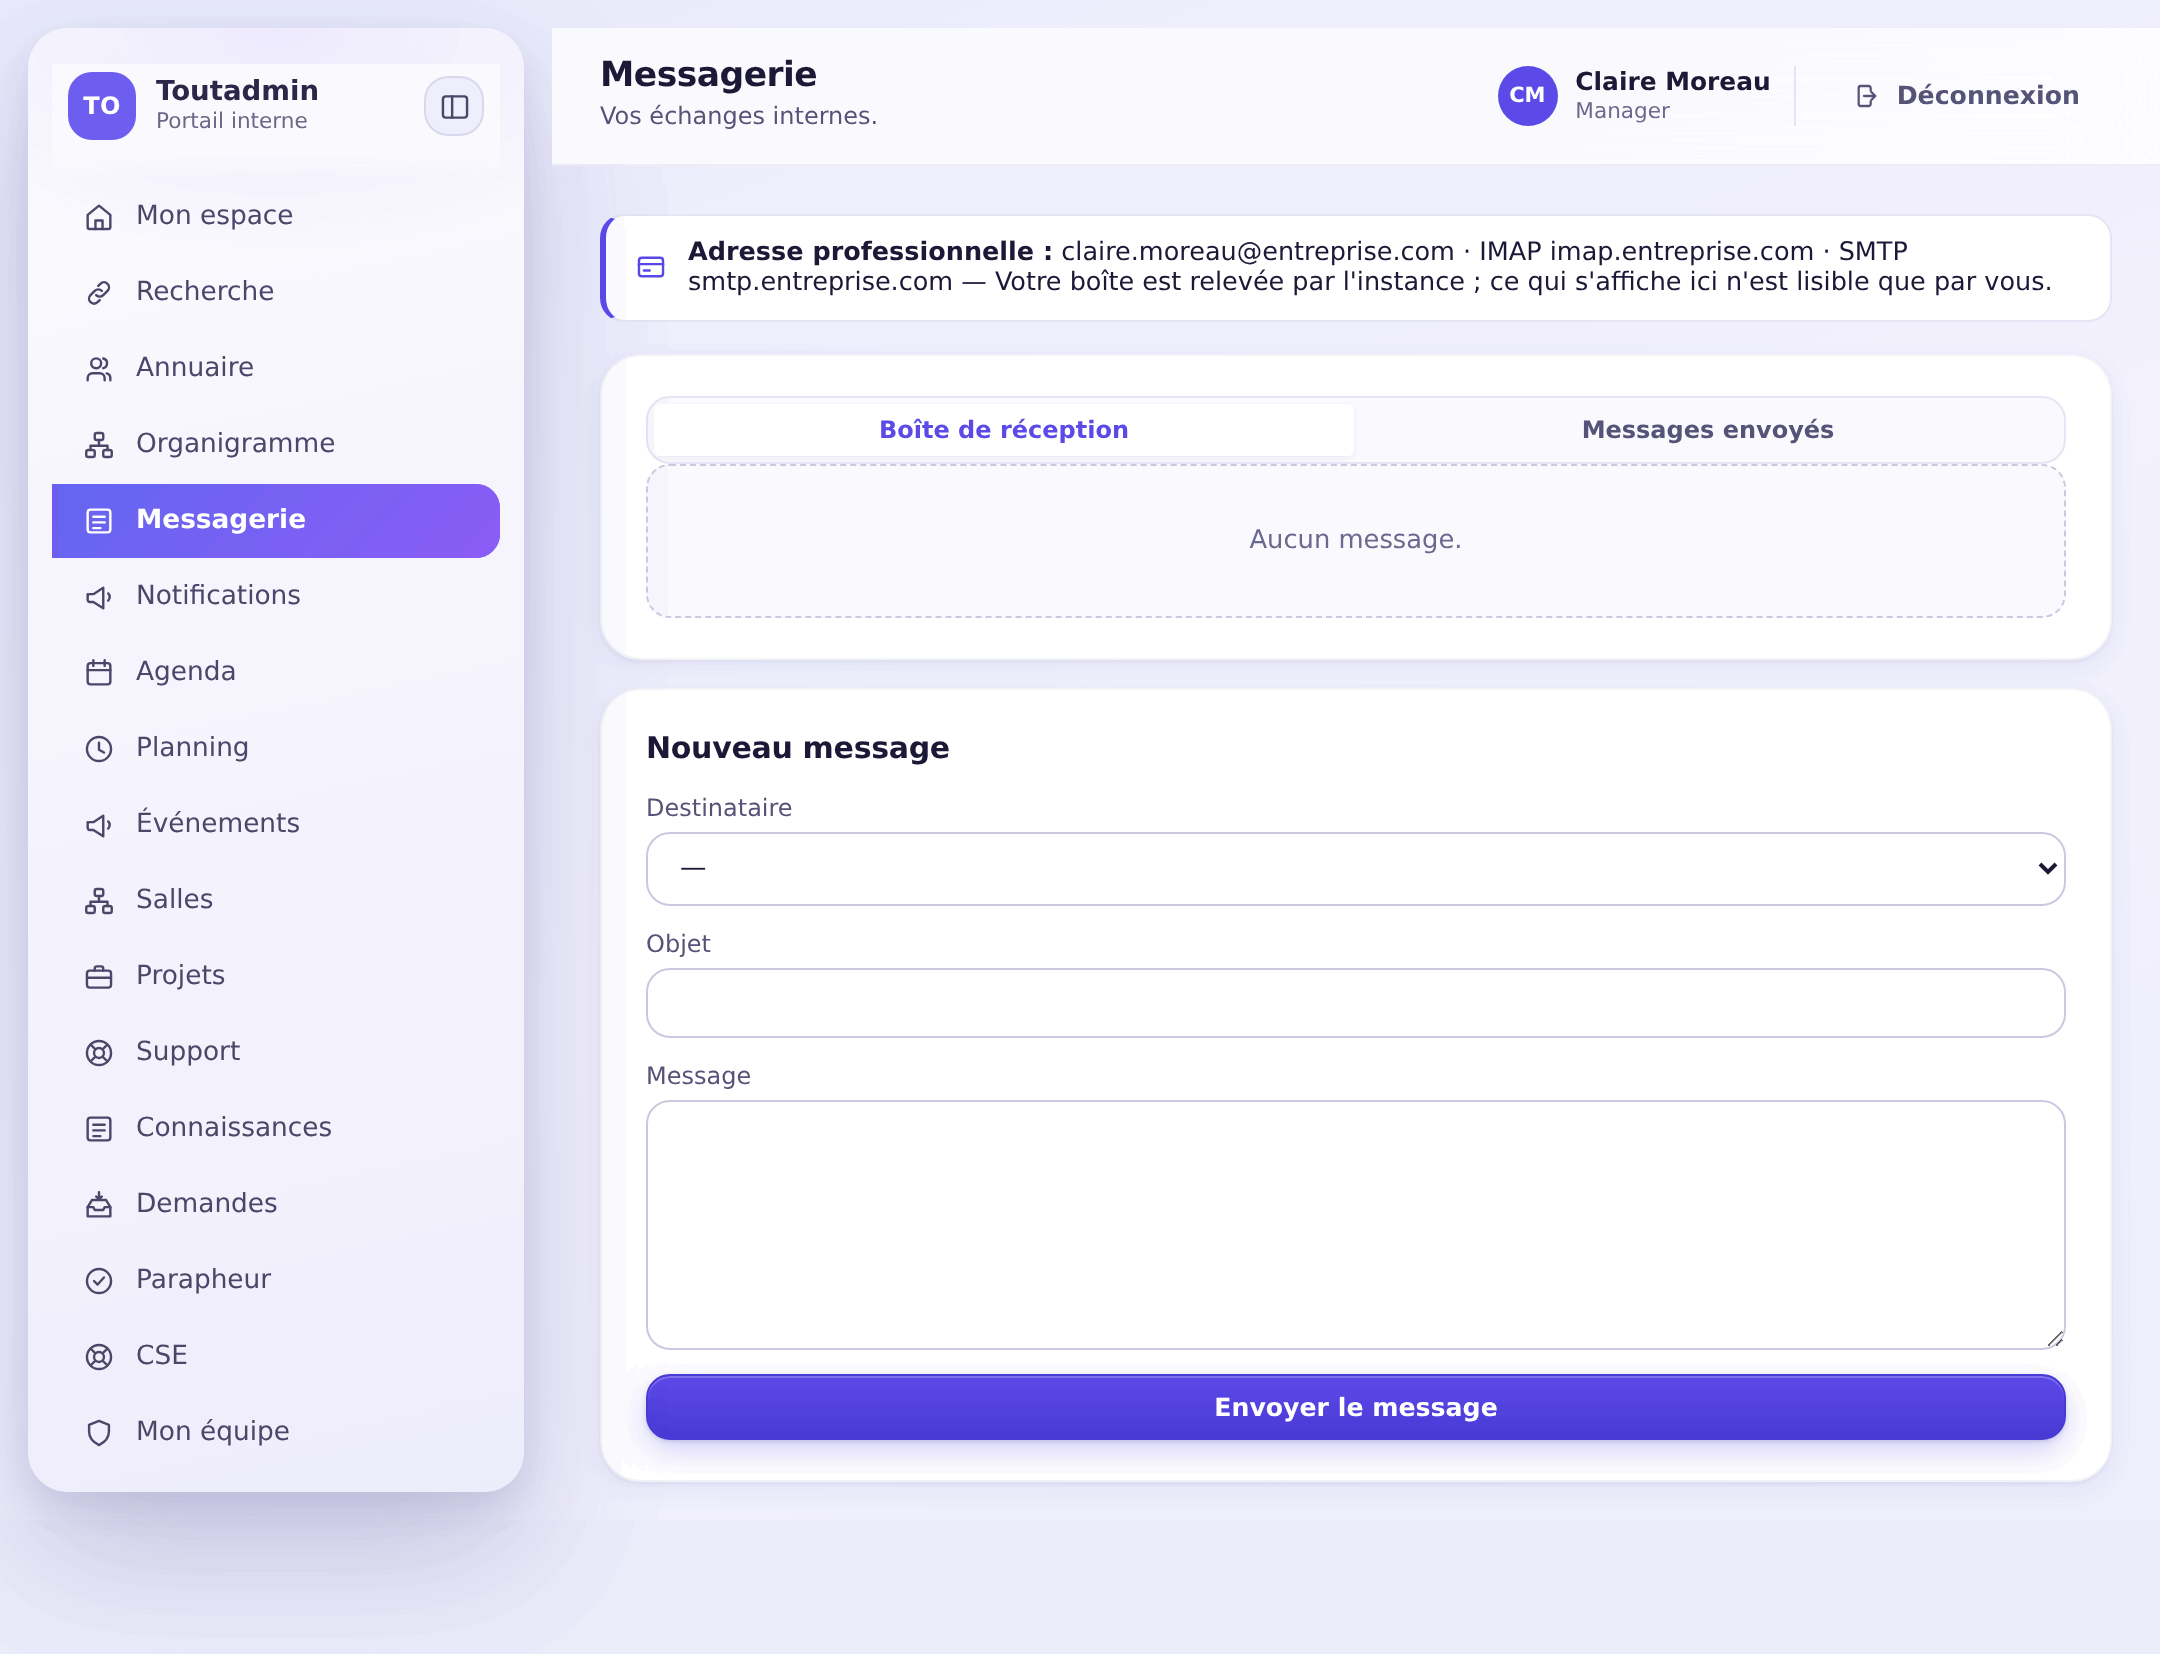 TO
Toutadmin
Portail interne
Mon espace
Recherche
Annuaire
Organigramme
Messagerie
Notifications
Agenda
Planning
Événements
Salles
Projets
Support
Connaissances
Demandes
Parapheur
CSE
Mon équipe
Messagerie
Vos échanges internes.
CM
Claire Moreau
Manager
Déconnexion
Adresse professionnelle : claire.moreau@entreprise.com · IMAP imap.entreprise.com · SMTP
smtp.entreprise.com — Votre boîte est relevée par l'instance ; ce qui s'affiche ici n'est lisible que par vous.
Boîte de réception
Messages envoyés
Aucun message.
Nouveau message
Destinataire
—
Objet
Message
Envoyer le message